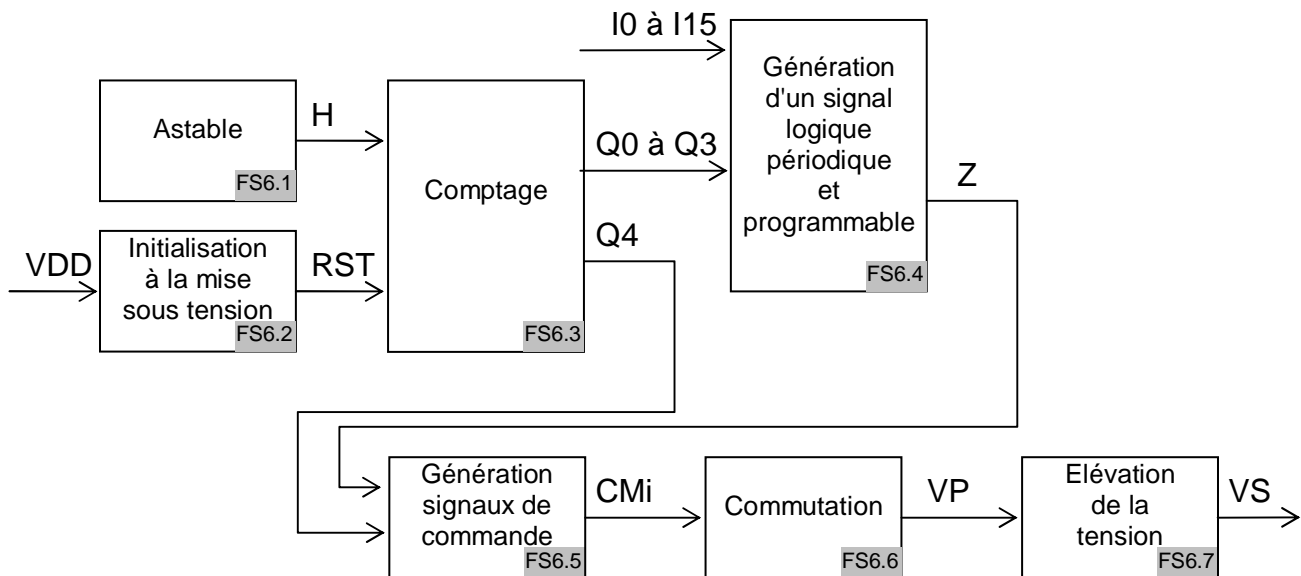 I0 à I15
Génération
d'un signal
logique
périodique
et
programmable
FS6.4
Astable
FS6.1
H
Comptage
FS6.3
Q0 à Q3
Q4
Z
VDD
Initialisation
à la mise
sous tension
FS6.2
RST
Génération
signaux de
commande
FS6.5
CMi
Commutation
FS6.6
VP
Elévation
de la
tension
FS6.7
VS